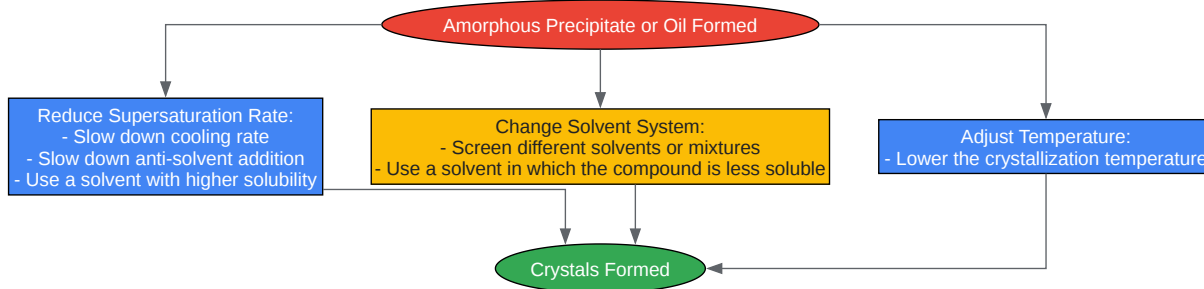 Amorphous Precipitate or Oil Formed
Reduce Supersaturation Rate:
- Slow down cooling rate
- Slow down anti-solvent addition
- Use a solvent with higher solubility
Change Solvent System:
- Screen different solvents or mixtures
- Use a solvent in which the compound is less soluble
Adjust Temperature:
- Lower the crystallization temperature
Crystals Formed